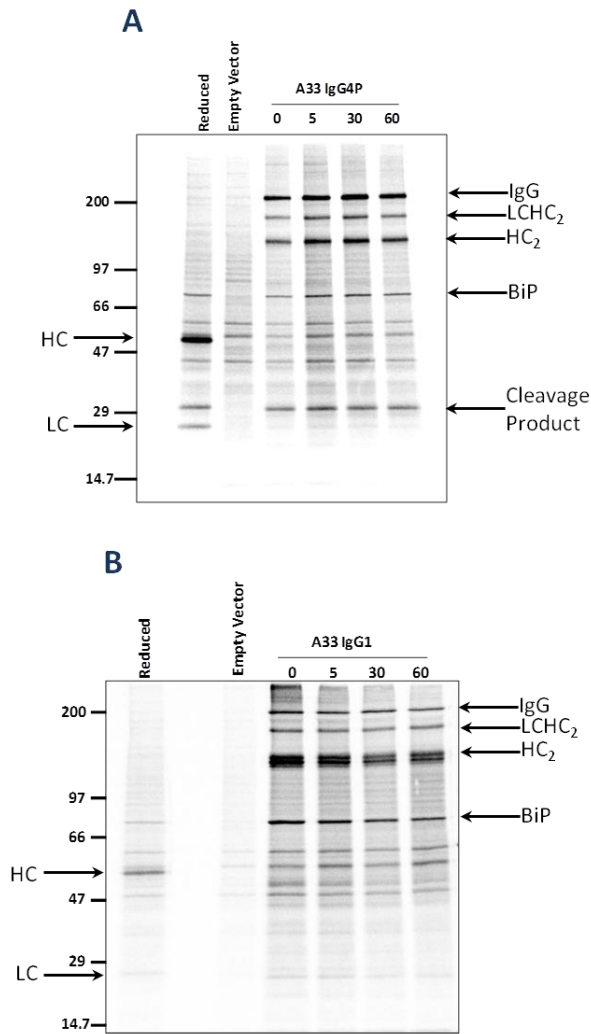 A
Reduced
Empty Vector
A33 IgG4P
0 5 30 60
200
97
66
HC
47
29
LC
14.7
IgG
LCHC₂
HC₂
BiP
Cleavage
Product
B
Reduced
Empty Vector
A33 IgG1
0 5 30 60
200
97
66
HC
47
29
LC
14.7
IgG
LCHC₂
HC₂
BiP